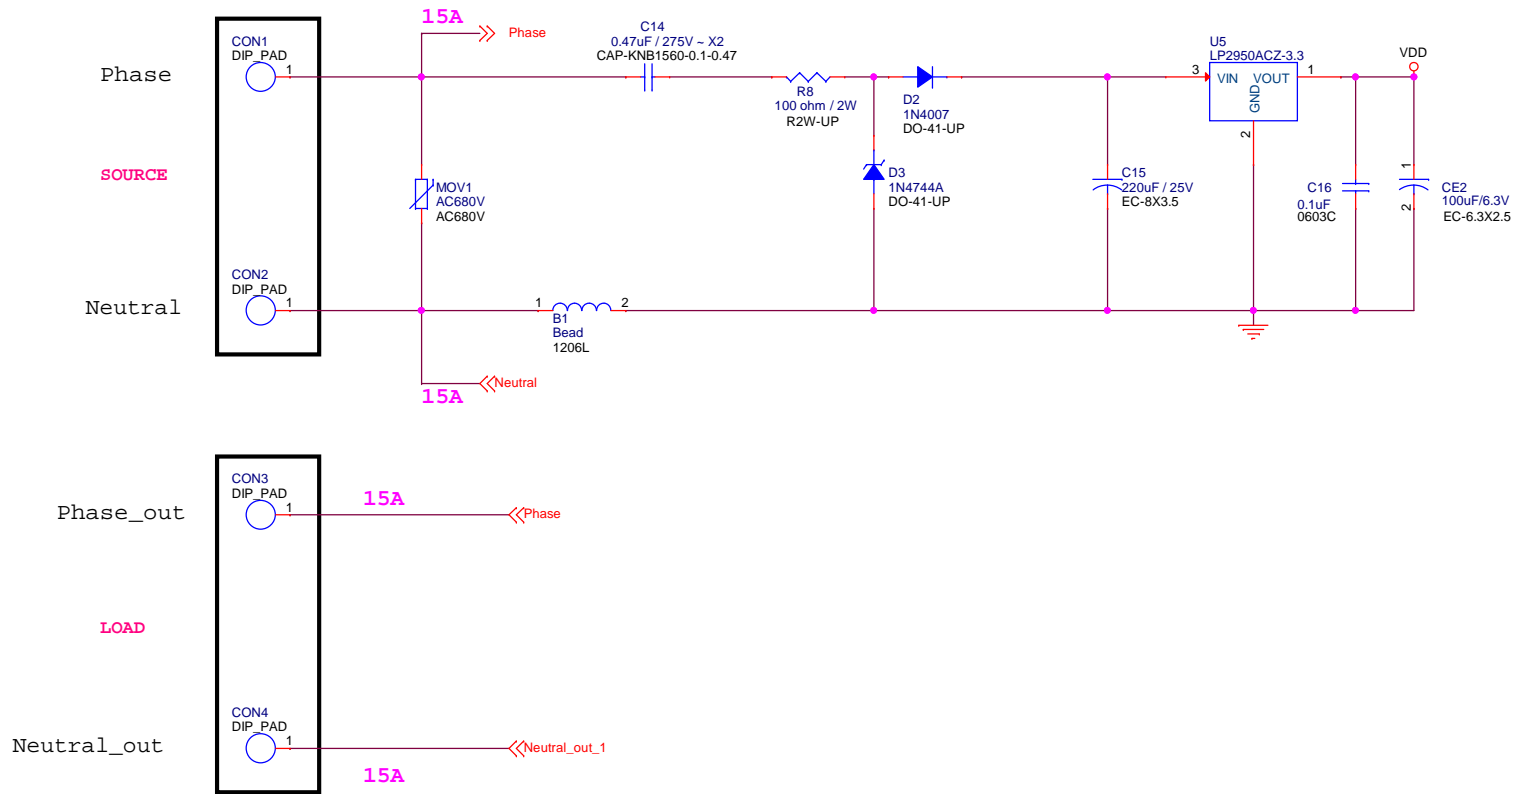 15A
Phase
CON1
DIP_PAD
1
Phase
C14
0.47uF / 275V ~ X2
CAP-KNB1560-0.1-0.47
R8
100 ohm / 2W
R2W-UP
D2
1N4007
DO-41-UP
U5
LP2950ACZ-3.3
3
VIN
VOUT
1
GND
2
VDD
SOURCE
MOV1
AC680V
AC680V
D3
1N4744A
DO-41-UP
C15
220uF / 25V
EC-8X3.5
C16
0.1uF
0603C
1
2
CE2
100uF/6.3V
EC-6.3X2.5
CON2
DIP_PAD
1
Neutral
1
2
B1
Bead
1206L
Neutral
15A
CON3
DIP_PAD
1
15A
Phase_out
Phase
LOAD
CON4
DIP_PAD
1
Neutral_out
Neutral_out_1
15A